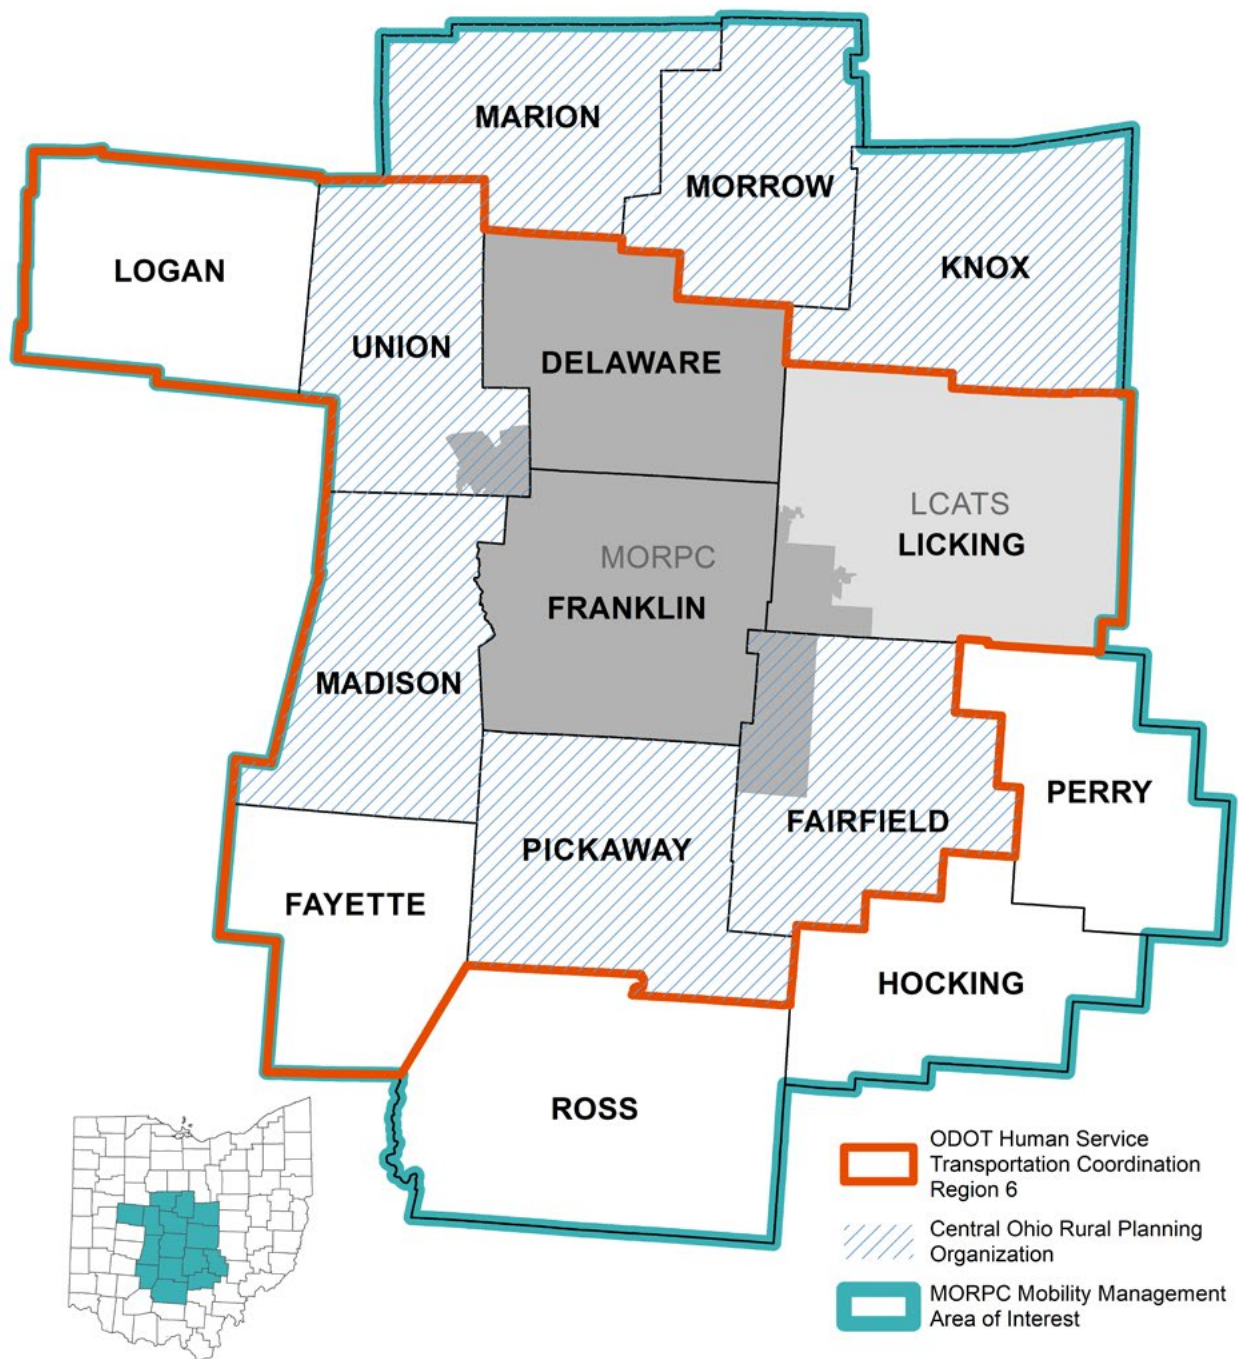 MARION
MORROW
LOGAN
KNOX
UNION
DELAWARE
LCATS
LICKING
MORPC
FRANKLIN
MADISON
PERRY
FAIRFIELD
PICKAWAY
FAYETTE
HOCKING
ROSS
ODOT Human Service
Transportation Coordination
Region 6
Central Ohio Rural Planning
Organization
MORPC Mobility Management
Area of Interest